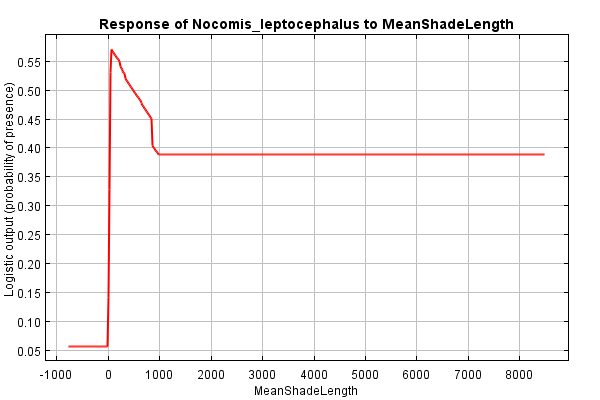 Response of Nocomis_leptocephalus to MeanShadeLength
Logistic output (probability of presence)
0.55
0.50
0.45
0.40
0.35
0.30
0.25
0.20
0.15
0.10
0.05
-1000 0 1000 2000 3000 4000 5000 6000 7000 8000
MeanShadeLength